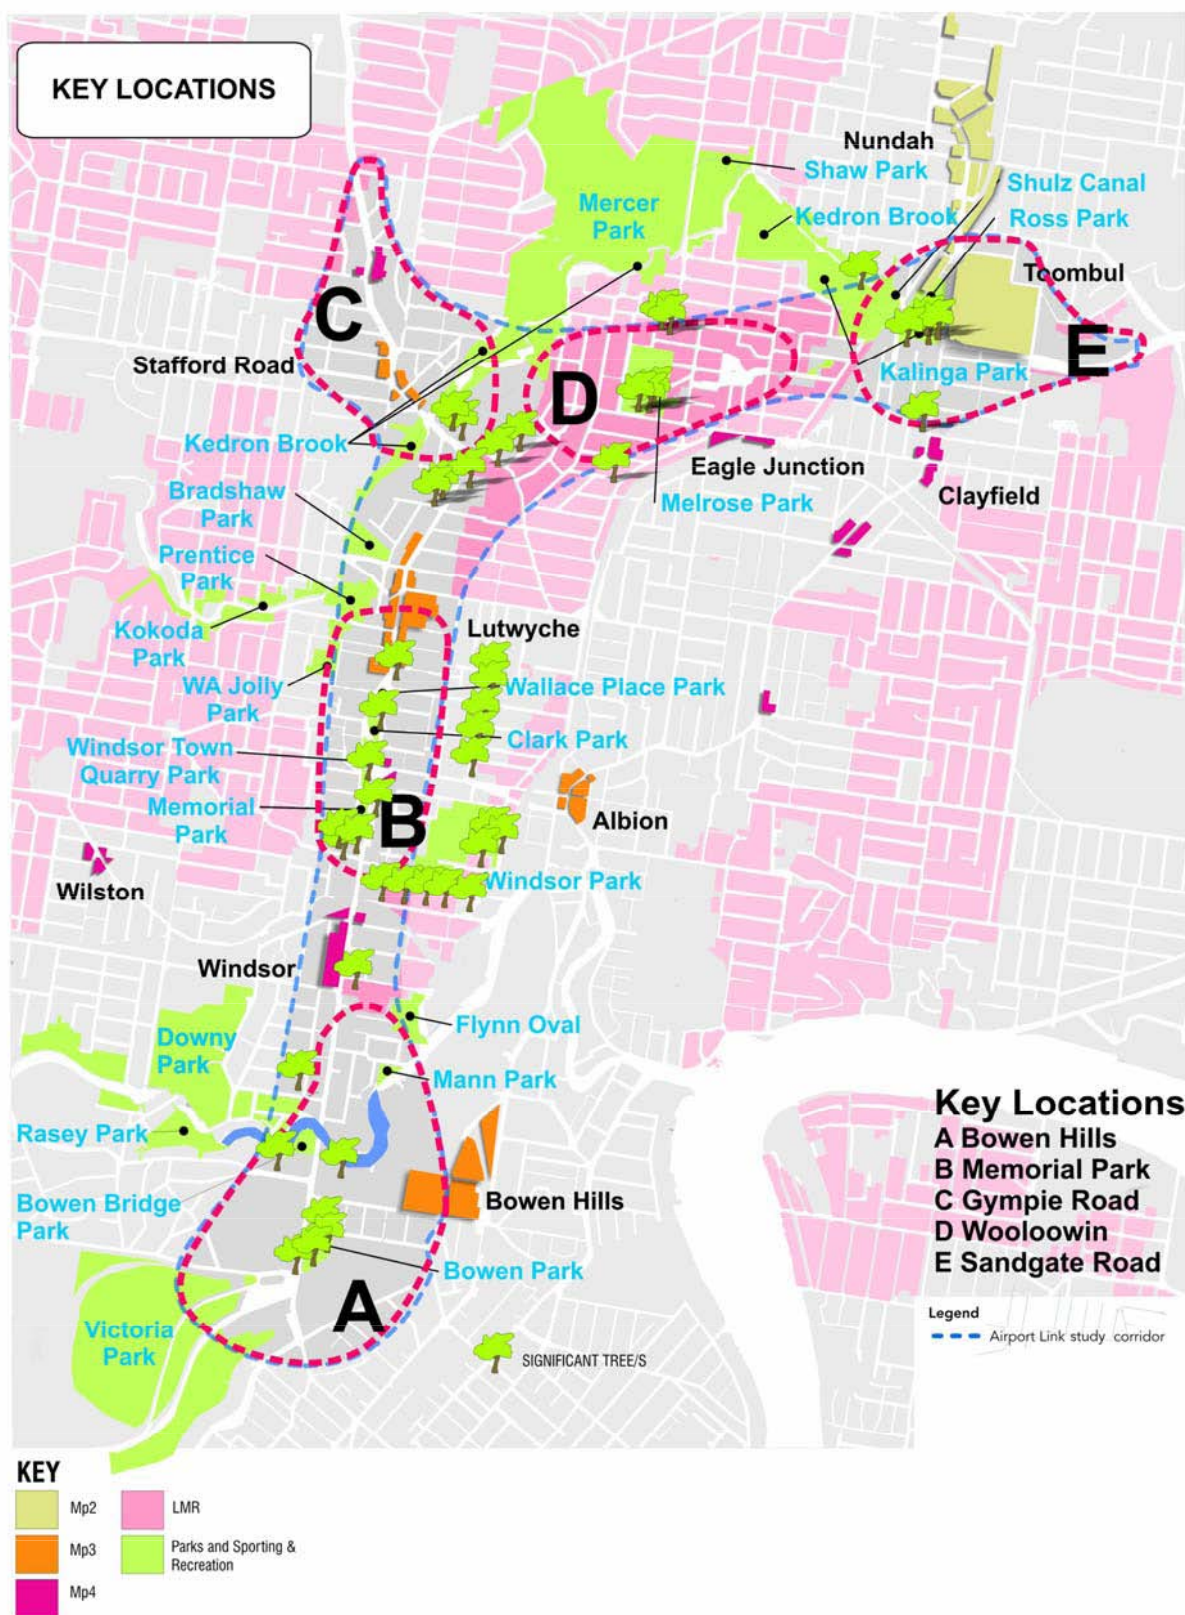 KEY LOCATIONS
Nundah
Shaw Park
Shulz Canal
Mercer
Park
Kedron Brook
Ross Park
Toombul
C
Stafford Road
E
D
Kalinga Park
Kedron Brook
Eagle Junction
Bradshaw
Park
Melrose Park
Clayfield
Prentice
Park
Kokoda
Park
Lutwyche
WA Jolly
Park
Wallace Place Park
Windsor Town
Quarry Park
Clark Park
Memorial
Park
B
Albion
Wilston
Windsor Park
Windsor
Downy
Park
Flynn Oval
Mann Park
Rasey Park
Bowen Bridge
Park
Bowen Hills
Bowen Park
A
Victoria
Park
SIGNIFICANT TREE/S
Key Locations
A Bowen Hills
B Memorial Park
C Gympie Road
D Wooloowin
E Sandgate Road
Legend
Airport Link study corridor
KEY
Mp2
LMR
Mp3
Parks and Sporting &
Recreation
Mp4